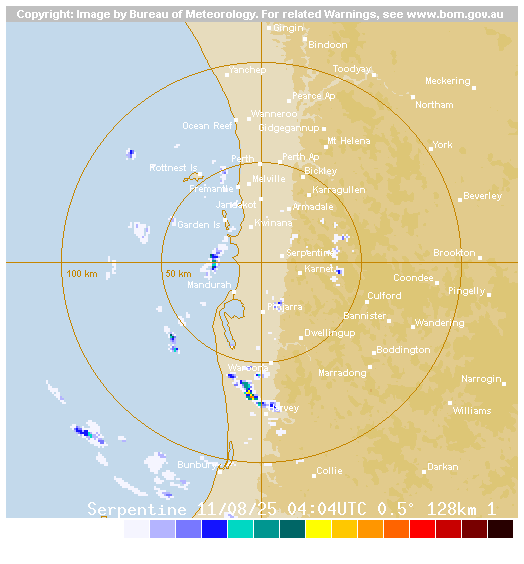 Copyright: Image by Bureau of Meteorology. For related Warnings, see www.bom.gov.au
Gingin
Bindoon
Yanchep
Toodyay
Meckering
Pearce Ap
Northam
Wanneroo
Ocean Reef
Gidgegannup
Mt Helena
York
Perth
Perth Ap
Rottnest Is
Bickley
Melville
Fremantle
Karragullen
Beverley
Jandakot
Armadale
Garden Is
Kwinana
Serpentine
Brookton
100 km
50 km
Karnet
Coondee
Mandurah
Pingelly
Cufford
Pinjarra
Bannister
Wandering
Dwellingup
Boddington
Waroona
Marradong
Narrogin
Harvey
Williams
Bunbury
Collie
Darkan
Serpentine 11/08/25 04:04UTC 0.5° 128km 1